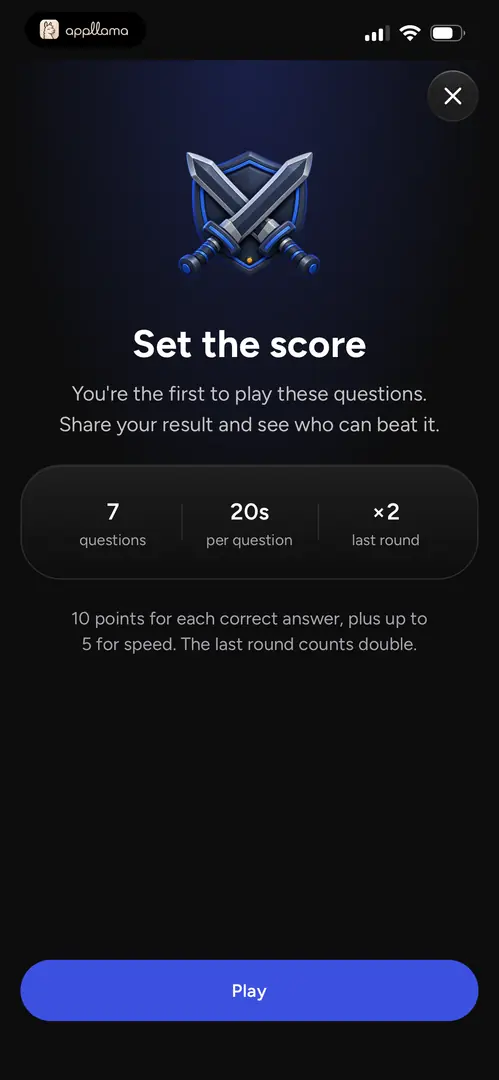 appllama
Set the score
You're the first to play these questions.
Share your result and see who can beat it.
7
questions
20s
per question
×2
last round
10 points for each correct answer, plus up to
5 for speed. The last round counts double.
Play